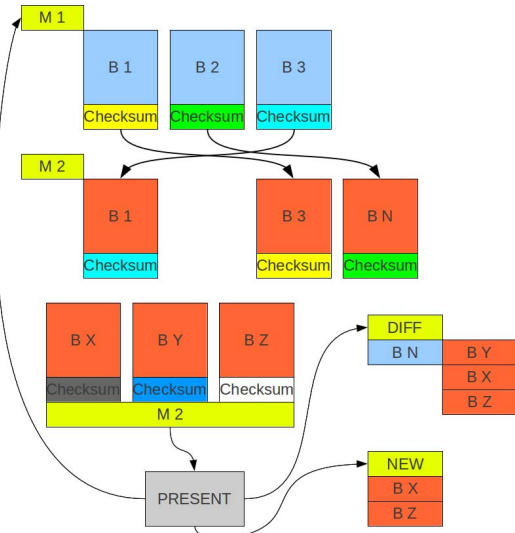 M 1
B 1 B 2 B 3
Checksum Checksum Checksum
M 2
B 1 B 3 B N
Checksum Checksum Checksum
B X B Y B Z
Checksum Checksum Checksum
M 2
PRESENT
DIFF
B N B Y
B X
B Z
NEW
B X
B Z